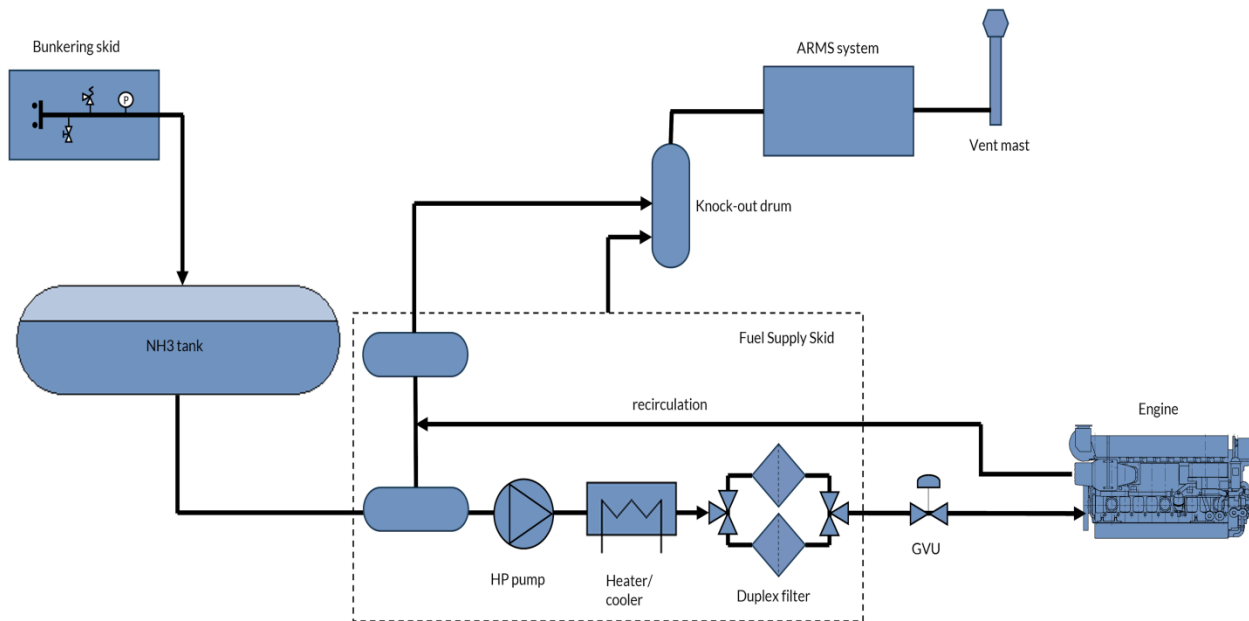 Bunkering skid
P
ARMS system
Vent mast
Knock-out drum
NH3 tank
Fuel Supply Skid
recirculation
Engine
HP pump
Heater/
cooler
Duplex filter
GVU